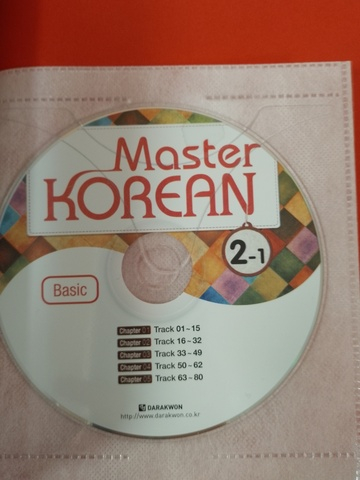 Master
KOREAN
2-1
Basic
Chapter 01 Track 01~15
Chapter 02 Track 16~32
Chapter 03 Track 33~49
Chapter 04 Track 50~62
Chapter 05 Track 63~80
DARAKWON
http://www.darakwon.co.kr